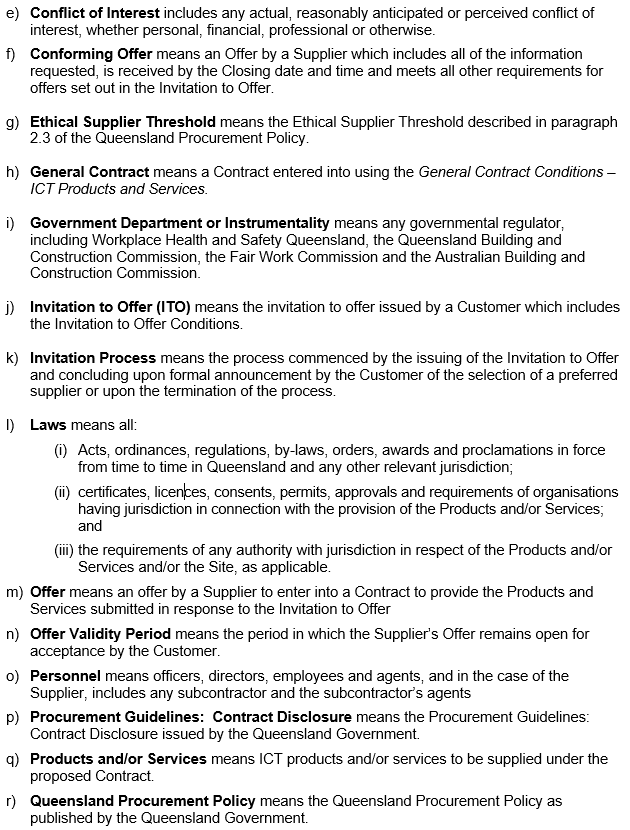 e) Conflict of Interest includes any actual, reasonably anticipated or perceived conflict of
interest, whether personal, financial, professional or otherwise.
f) Conforming Offer means an Offer by a Supplier which includes all of the information
requested, is received by the Closing date and time and meets all other requirements for
offers set out in the Invitation to Offer.
g) Ethical Supplier Threshold means the Ethical Supplier Threshold described in paragraph
2.3 of the Queensland Procurement Policy.
h) General Contract means a Contract entered into using the General Contract Conditions –
ICT Products and Services.
i) Government Department or Instrumentality means any governmental regulator,
including Workplace Health and Safety Queensland, the Queensland Building and
Construction Commission, the Fair Work Commission and the Australian Building and
Construction Commission.
j) Invitation to Offer (ITO) means the invitation to offer issued by a Customer which includes
the Invitation to Offer Conditions.
k) Invitation Process means the process commenced by the issuing of the Invitation to Offer
and concluding upon formal announcement by the Customer of the selection of a preferred
supplier or upon the termination of the process.
l) Laws means all:
(i) Acts, ordinances, regulations, by-laws, orders, awards and proclamations in force
from time to time in Queensland and any other relevant jurisdiction;
(ii) certificates, licences, consents, permits, approvals and requirements of organisations
having jurisdiction in connection with the provision of the Products and/or Services;
and
(iii) the requirements of any authority with jurisdiction in respect of the Products and/or
Services and/or the Site, as applicable.
m) Offer means an offer by a Supplier to enter into a Contract to provide the Products and
Services submitted in response to the Invitation to Offer
n) Offer Validity Period means the period in which the Supplier’s Offer remains open for
acceptance by the Customer.
o) Personnel means officers, directors, employees and agents, and in the case of the
Supplier, includes any subcontractor and the subcontractor’s agents
p) Procurement Guidelines: Contract Disclosure means the Procurement Guidelines:
Contract Disclosure issued by the Queensland Government.
q) Products and/or Services means ICT products and/or services to be supplied under the
proposed Contract.
r) Queensland Procurement Policy means the Queensland Procurement Policy as
published by the Queensland Government.